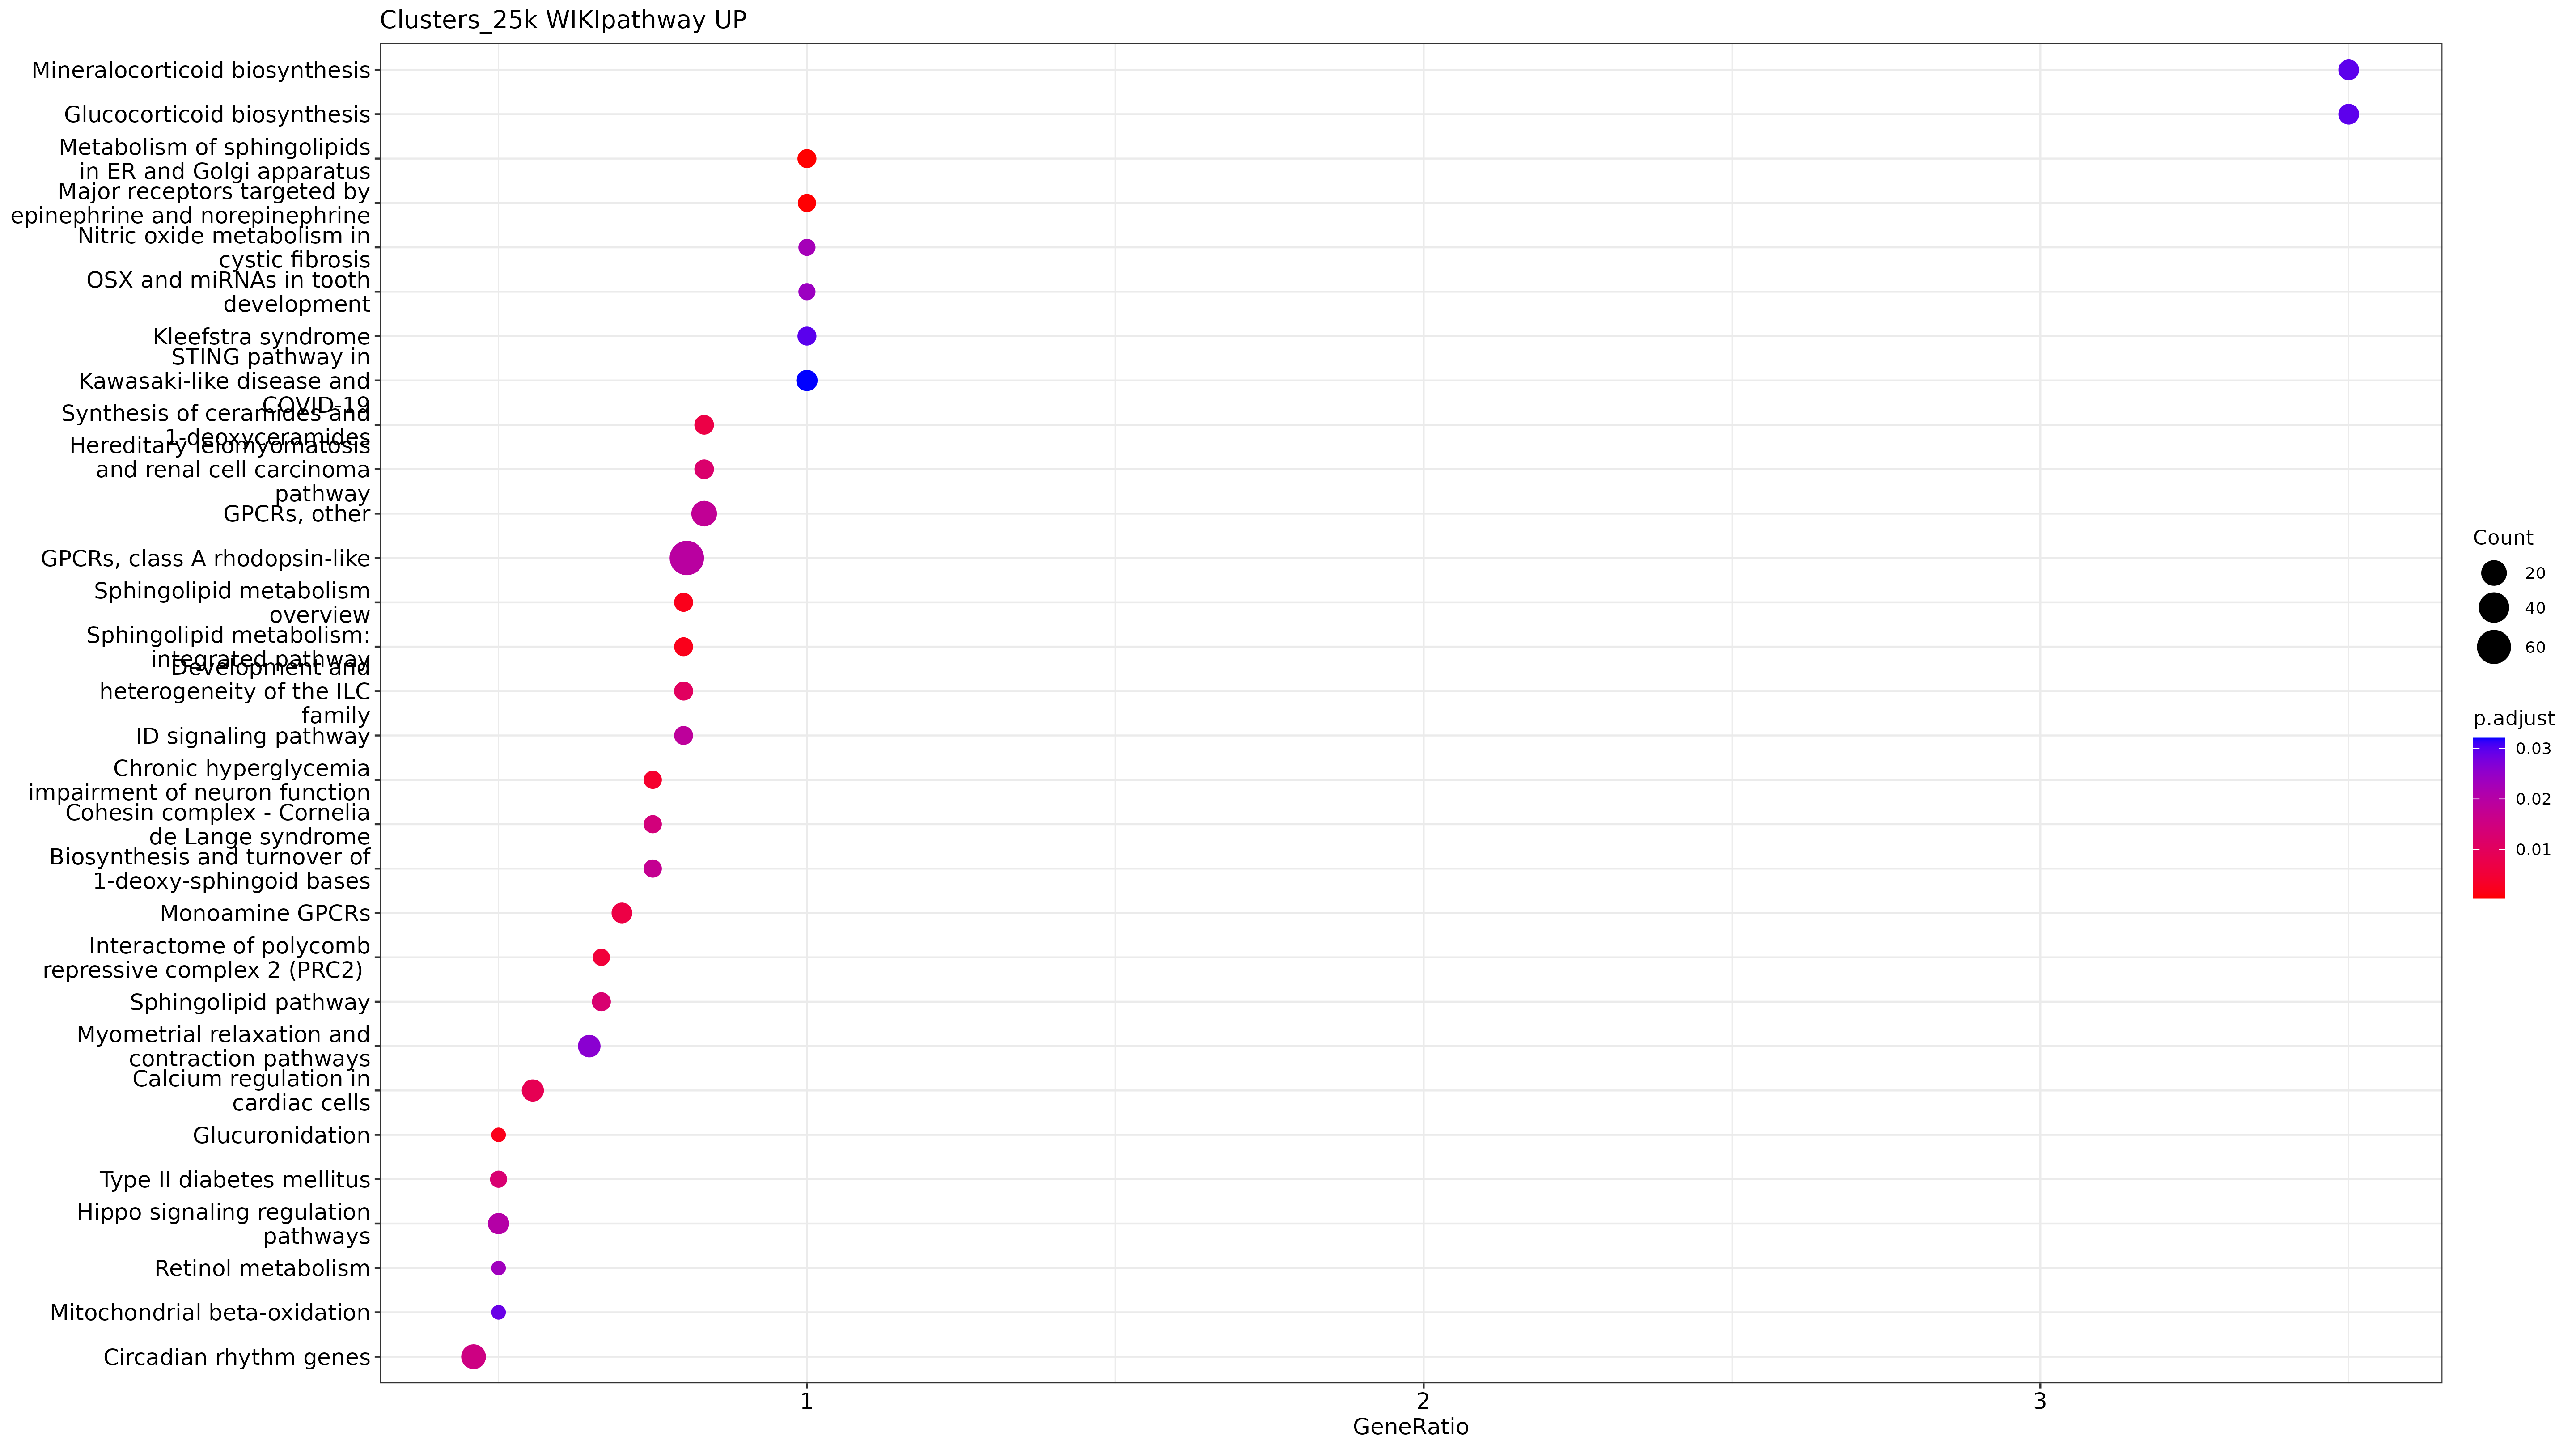 Clusters_25k WIKIpathway UP
Mineralocorticoid biosynthesis
Glucocorticoid biosynthesis
Metabolism of sphingolipids
in ER and Golgi apparatus
Major receptors targeted by
epinephrine and norepinephrine
Nitric oxide metabolism in
cystic fibrosis
OSX and miRNAs in tooth
development
Kleefstra syndrome
STING pathway in
Kawasaki-like disease and
COVID-19
Synthesis of ceramides and
1-deoxyceramides
Hereditary leiomyomatosis
and renal cell carcinoma
pathway
GPCRs, other
GPCRs, class A rhodopsin-like
Sphingolipid metabolism
overview
Sphingolipid metabolism:
integrated pathway
Development and
heterogeneity of the ILC
family
ID signaling pathway
Chronic hyperglycemia
impairment of neuron function
Cohesin complex - Cornelia
de Lange syndrome
Biosynthesis and turnover of
1-deoxy-sphingoid bases
Monoamine GPCRs
Interactome of polycomb
repressive complex 2 (PRC2)
Sphingolipid pathway
Myometrial relaxation and
contraction pathways
Calcium regulation in
cardiac cells
Glucuronidation
Type II diabetes mellitus
Hippo signaling regulation
pathways
Retinol metabolism
Mitochondrial beta-oxidation
Circadian rhythm genes
1
2
3
GeneRatio
Count
20
40
60
p.adjust
0.03
0.02
0.01